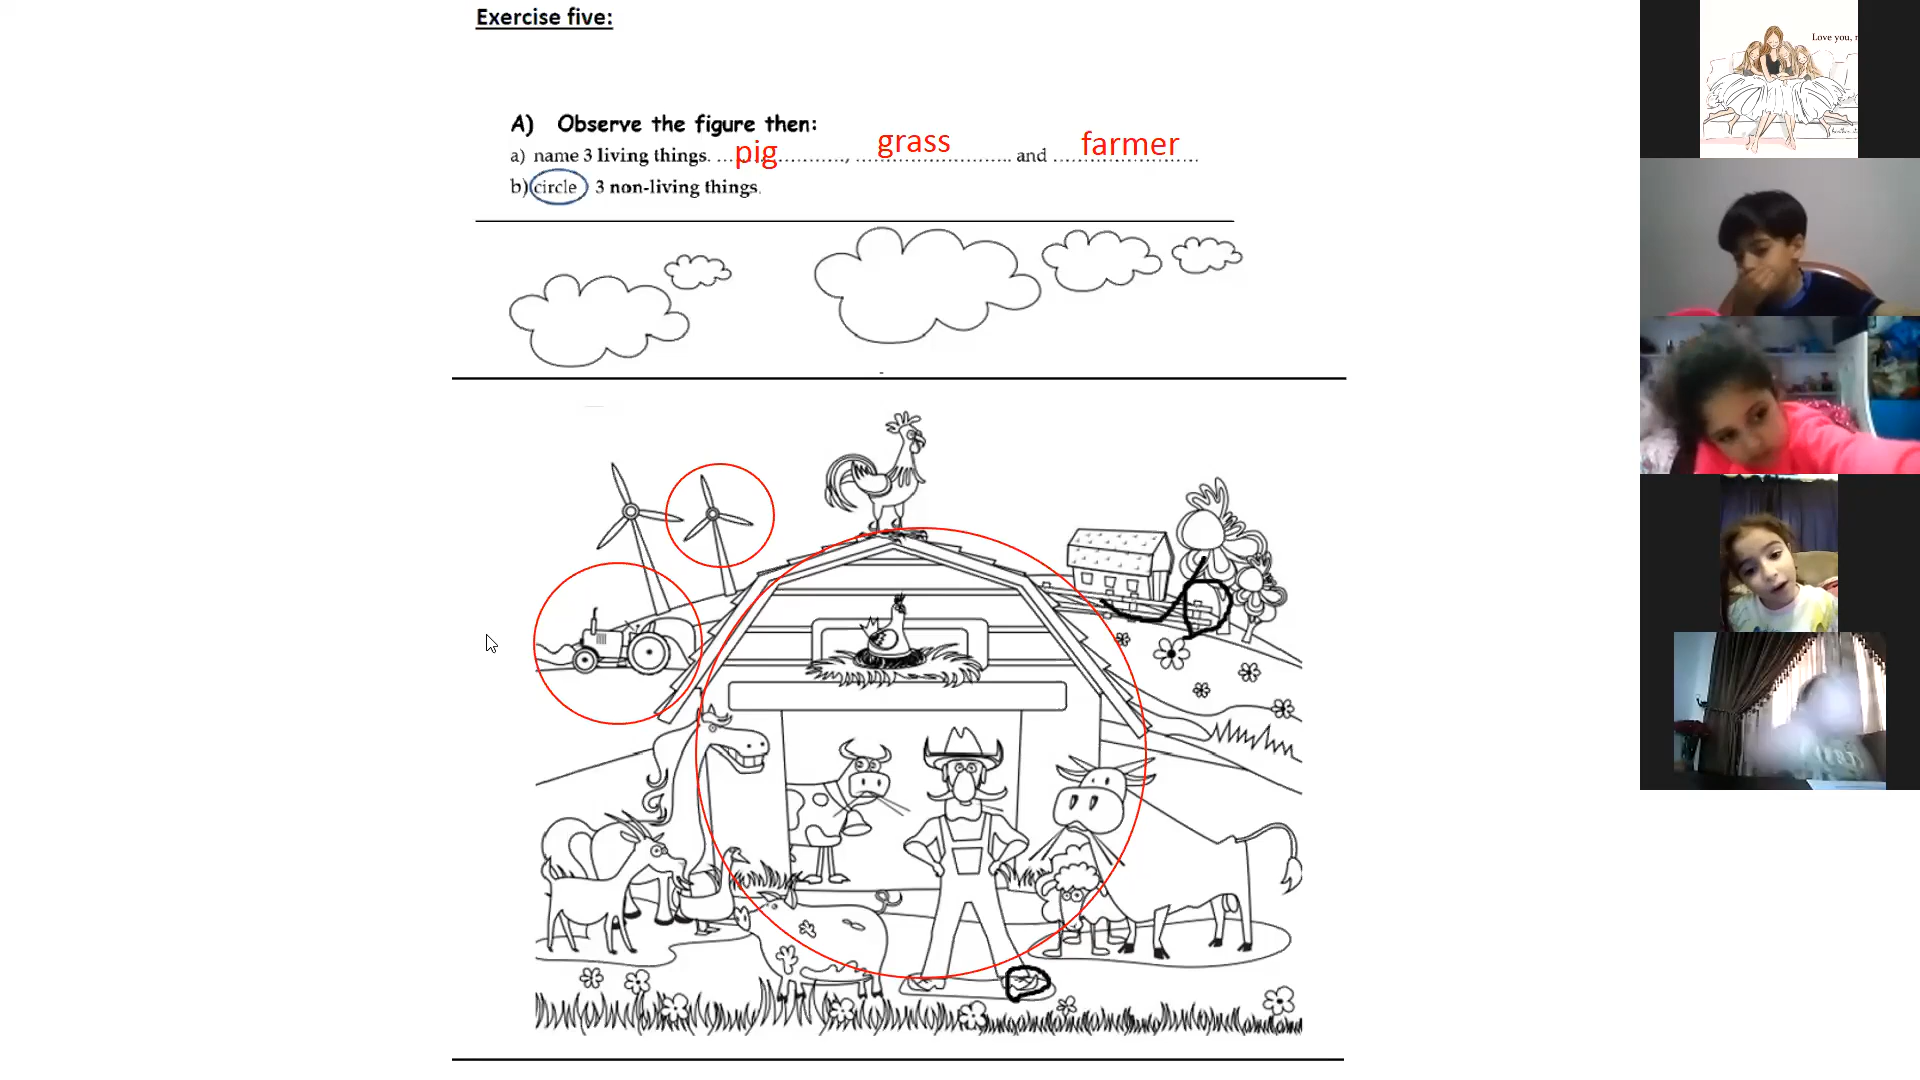 Exercise five:
A) Observe the figure then:
a) name 3 living things. pig, grass and farmer
b) circle 3 non-living things.
Love you,